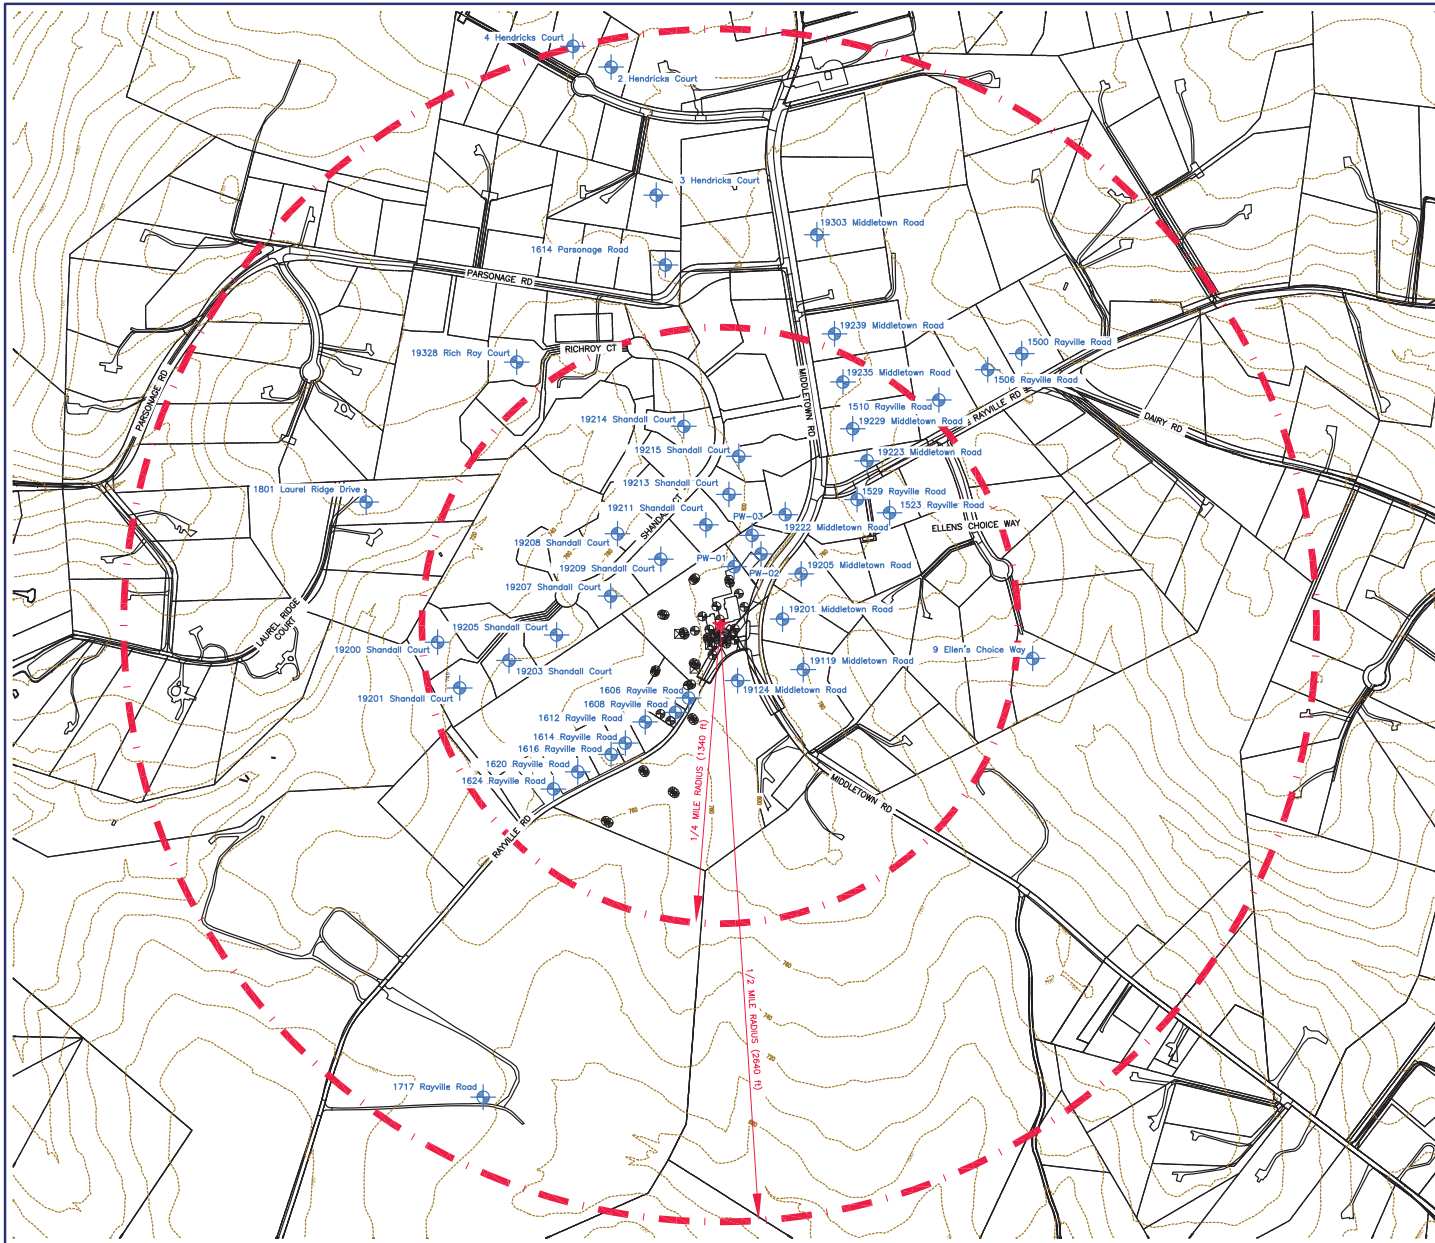 4 Hendricks Court
2 Hendricks Court
3 Hendricks Court
19303 Middletown Road
1614 Parsonage Road
PARSONAGE RD
19239 Middletown Road
1500 Rayville Road
RICHROY CT
19328 Rich Roy Court
MIDDLETOWN RD
19235 Middletown Road
1506 Rayville Road
PARSONAGE RD
1510 Rayville Road
RAYVILLE RD
DAIRY RD
19214 Shandall Court
19229 Middletown Road
19215 Shandall Court
19223 Middletown Road
19213 Shandall Court
1801 Laurel Ridge Drive
1529 Rayville Road
1523 Rayville Road
19211 Shandall Court
PW-03
19222 Middletown Road
ELLENS CHOICE WAY
19208 Shandall Court
19209 Shandall Court
PW-01
PW-02
19205 Middletown Road
19207 Shandall Court
LAUREL RIDGE
COURT
19201 Middletown Road
19205 Shandall Court
19200 Shandall Court
9 Ellen's Choice Way
19203 Shandall Court
19119 Middletown Road
19201 Shandall Court
19124 Middletown Road
1606 Rayville Road
1608 Rayville Road
1612 Rayville Road
1614 Rayville Road
1616 Rayville Road
1620 Rayville Road
1624 Rayville Road
MIDDLETOWN RD
RAYVILLE RD
1/4 MILE RADIUS (1340 ft)
1/2 MILE RADIUS (2640 ft)
1717 Rayville Road